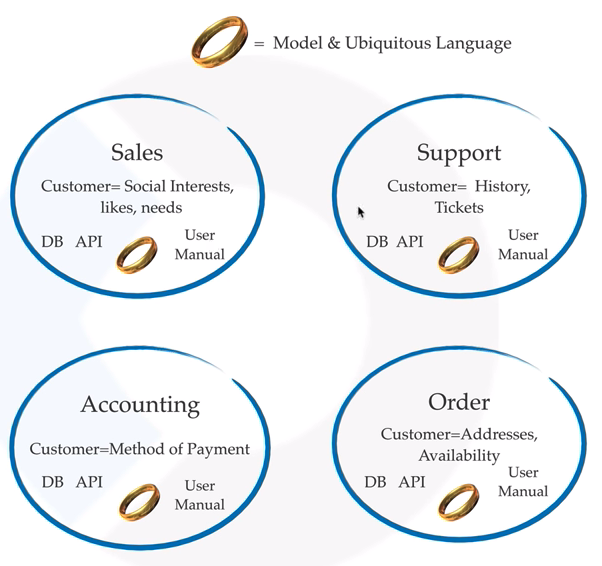 = Model & Ubiquitous Language
Sales
Customer= Social Interests,
likes, needs
DB API User
Manual
Support
Customer= History,
Tickets
DB API User
Manual
Accounting
Customer=Method of Payment
DB API User
Manual
Order
Customer=Addresses,
Availability
DB API User
Manual